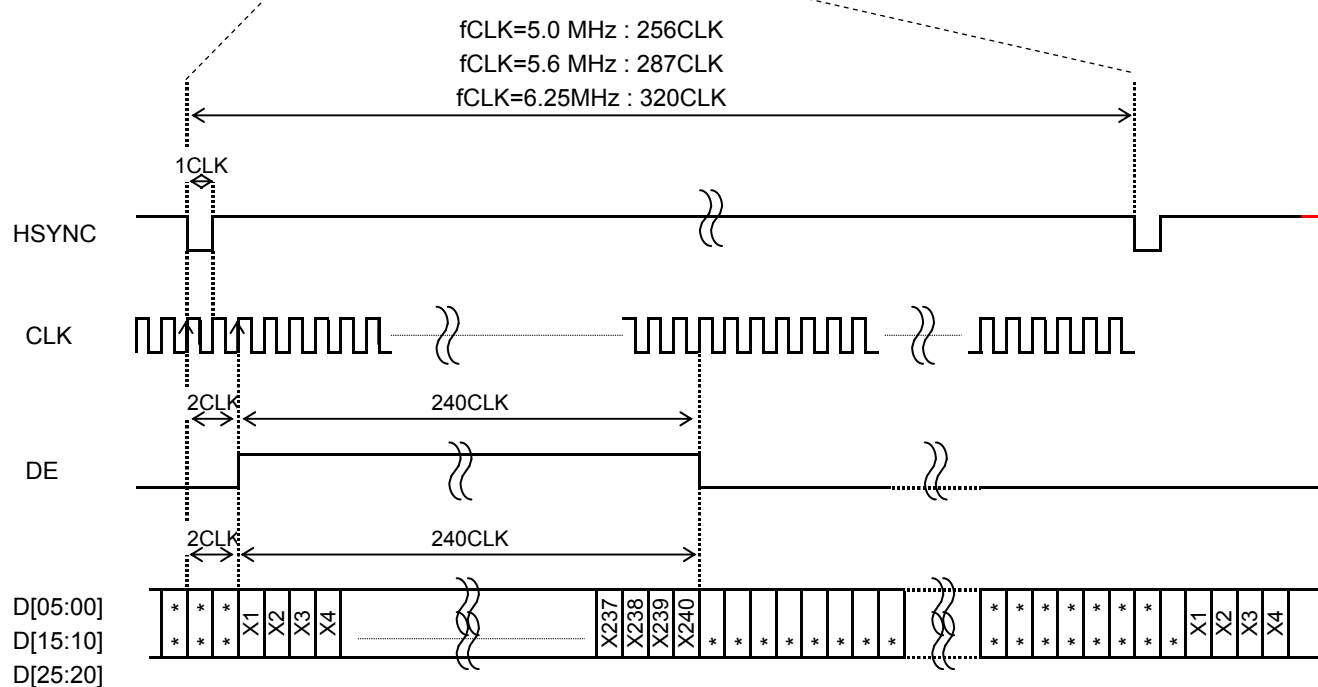 fCLK=5.0 MHz : 256CLK
fCLK=5.6 MHz : 287CLK
fCLK=6.25MHz : 320CLK
1CLK
HSYNC
CLK
2CLK 240CLK
DE
2CLK 240CLK
D[05:00] * * * X1 X2 X3 X4 X237 X238 X239 X240 * * * * * * * X1 X2 X3 X4
D[15:10] * * * * * * * * * * * * * * * * * * *
D[25:20]